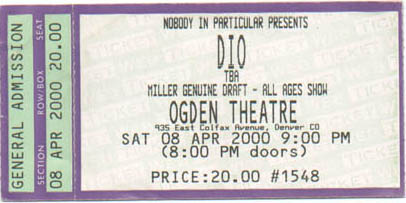 GENERAL ADMISSION
SECTION ROW/BOX SEAT
08 APR 2000 20.00
NOBODY IN PARTICULAR PRESENTS
DIO
TBA
MILLER GENUINE DRAFT - ALL AGES SHOW
OGDEN THEATRE
935 East Colfax Avenue, Denver CO
SAT 08 APR 2000 9:00 PM
(8:00 PM doors)
PRICE:20.00 #1548